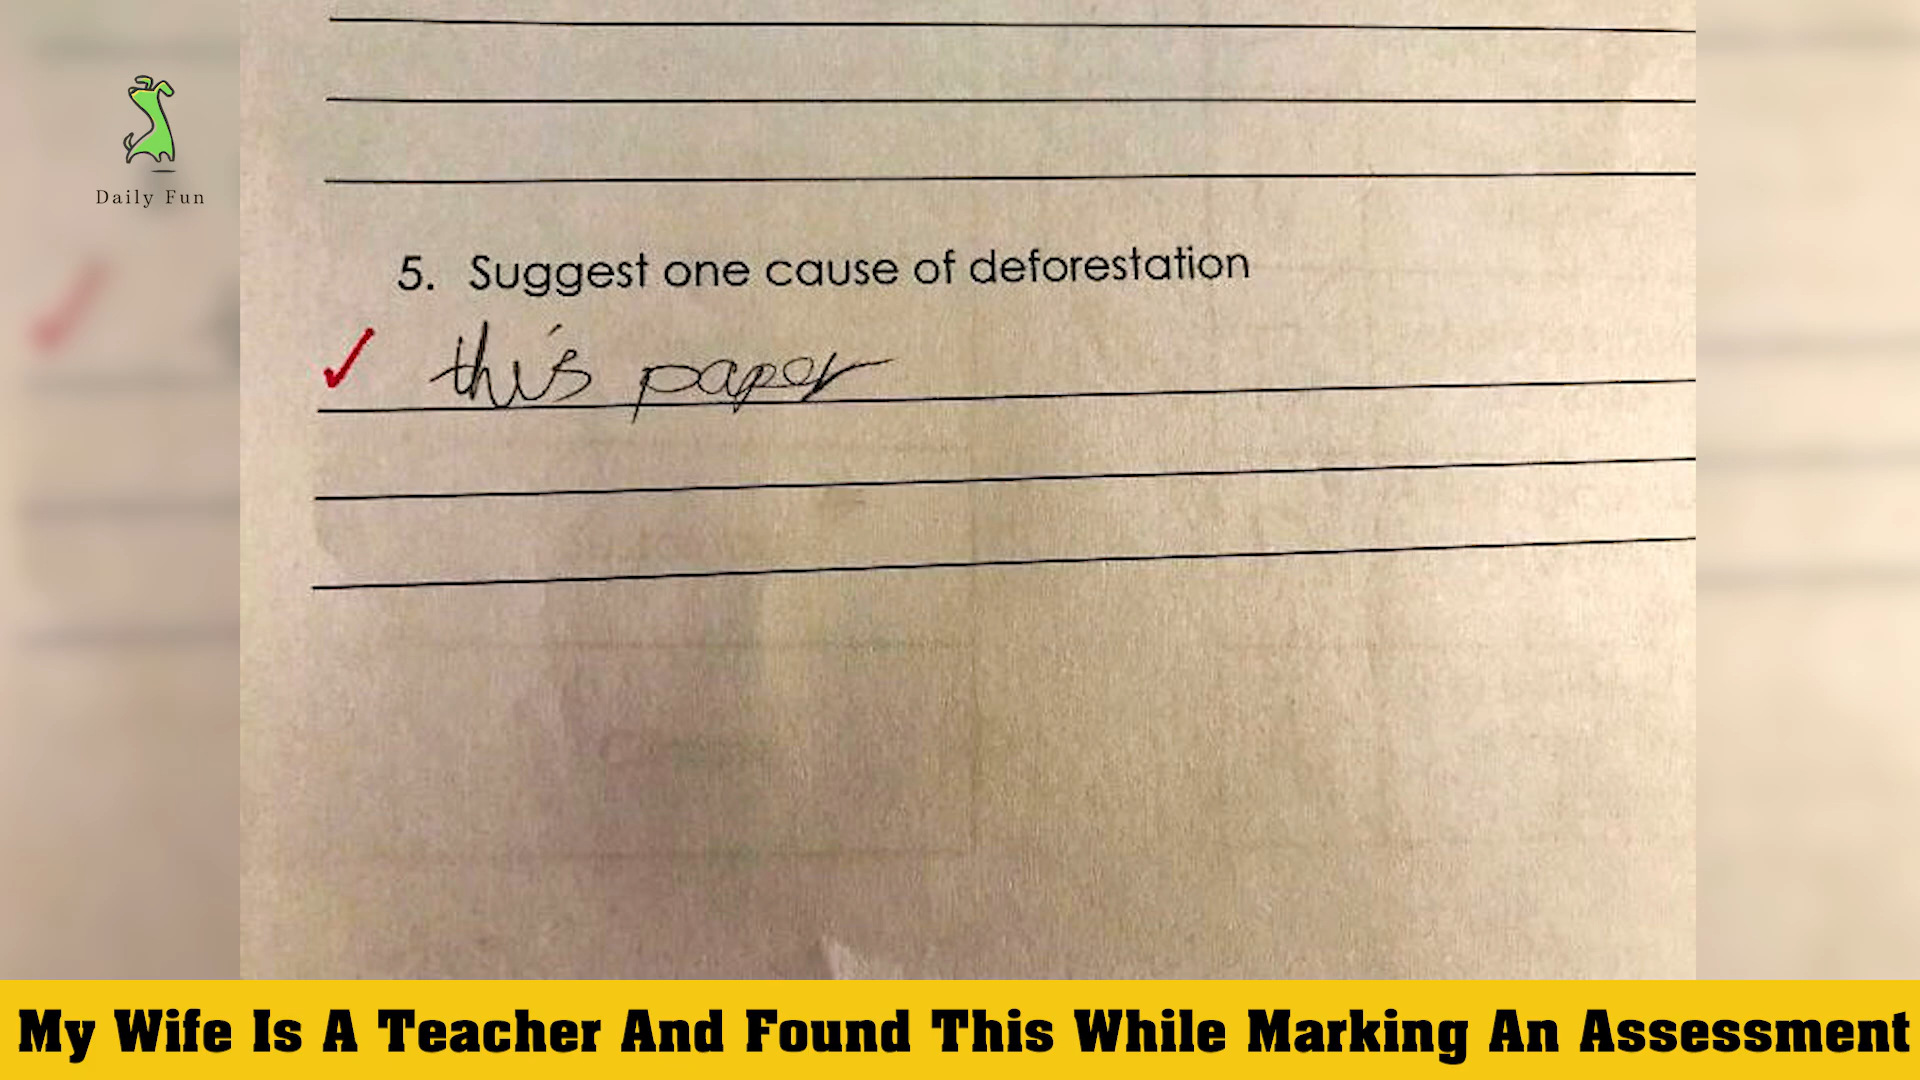 Daily Fun
5. Suggest one cause of deforestation
this paper
My Wife Is A Teacher And Found This While Marking An Assessment